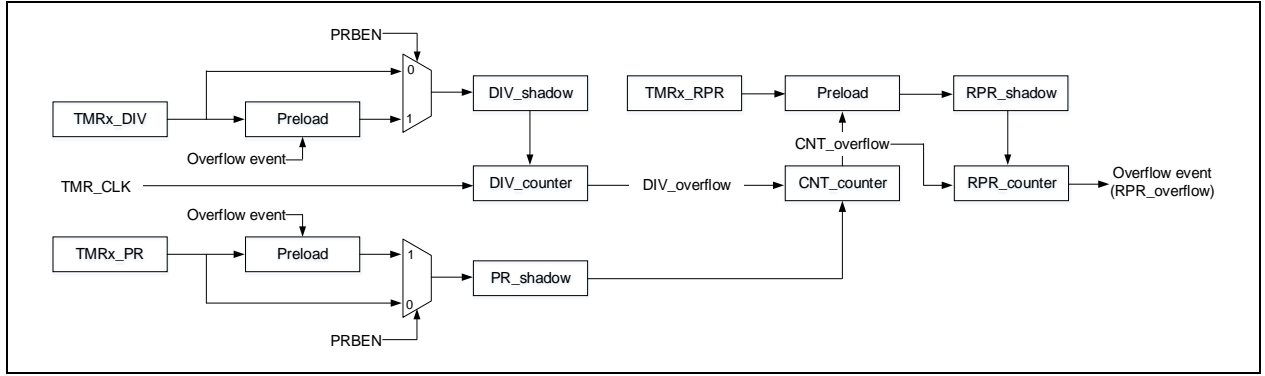 PRBEN
0
1
TMRx_DIV
Preload
Overflow event
DIV_shadow
TMRx_RPR
Preload
RPR_shadow
CNT_overflow
TMR_CLK
DIV_counter
DIV_overflow
CNT_counter
RPR_counter
Overflow event
(RPR_overflow)
Overflow event
TMRx_PR
Preload
1
0
PR_shadow
PRBEN